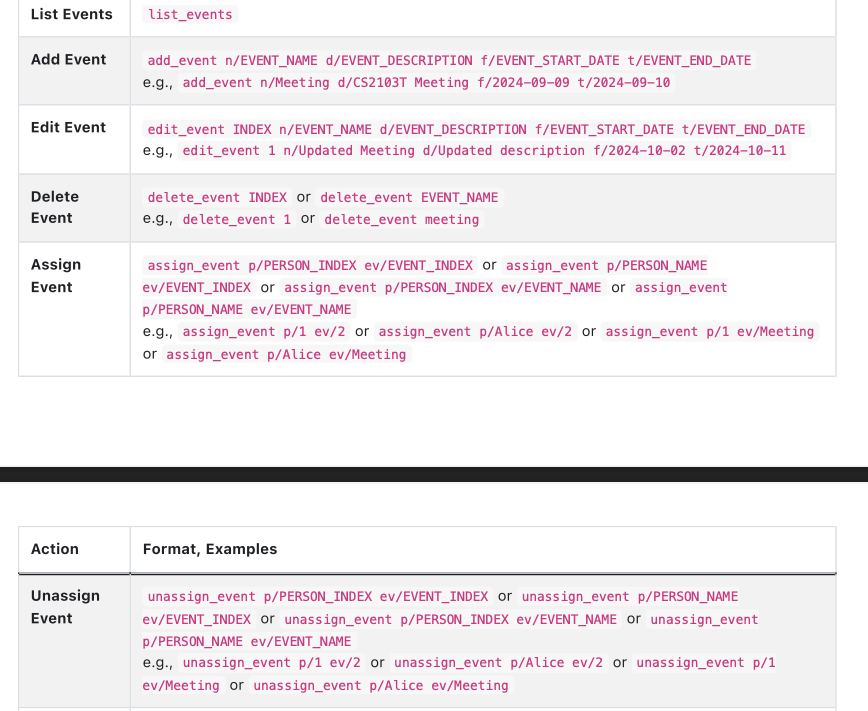 List Events list_events
Add Event add_event n/EVENT_NAME d/EVENT_DESCRIPTION f/EVENT_START_DATE t/EVENT_END_DATE
e.g., add_event n/Meeting d/CS2103T Meeting f/2024-09-09 t/2024-09-10
Edit Event edit_event INDEX n/EVENT_NAME d/EVENT_DESCRIPTION f/EVENT_START_DATE t/EVENT_END_DATE
e.g., edit_event 1 n/Updated Meeting d/Updated description f/2024-10-02 t/2024-10-11
Delete delete_event INDEX or delete_event EVENT_NAME
Event e.g., delete_event 1 or delete_event meeting
Assign assign_event p/PERSON_INDEX ev/EVENT_INDEX or assign_event p/PERSON_NAME
Event ev/EVENT_INDEX or assign_event p/PERSON_INDEX ev/EVENT_NAME or assign_event
p/PERSON_NAME ev/EVENT_NAME
e.g., assign_event p/1 ev/2 or assign_event p/Alice ev/2 or assign_event p/1 ev/Meeting
or assign_event p/Alice ev/Meeting
Action Format, Examples
Unassign unassign_event p/PERSON_INDEX ev/EVENT_INDEX or unassign_event p/PERSON_NAME
Event ev/EVENT_INDEX or unassign_event p/PERSON_INDEX ev/EVENT_NAME or unassign_event
p/PERSON_NAME ev/EVENT_NAME
e.g., unassign_event p/1 ev/2 or unassign_event p/Alice ev/2 or unassign_event p/1
ev/Meeting or unassign_event p/Alice ev/Meeting